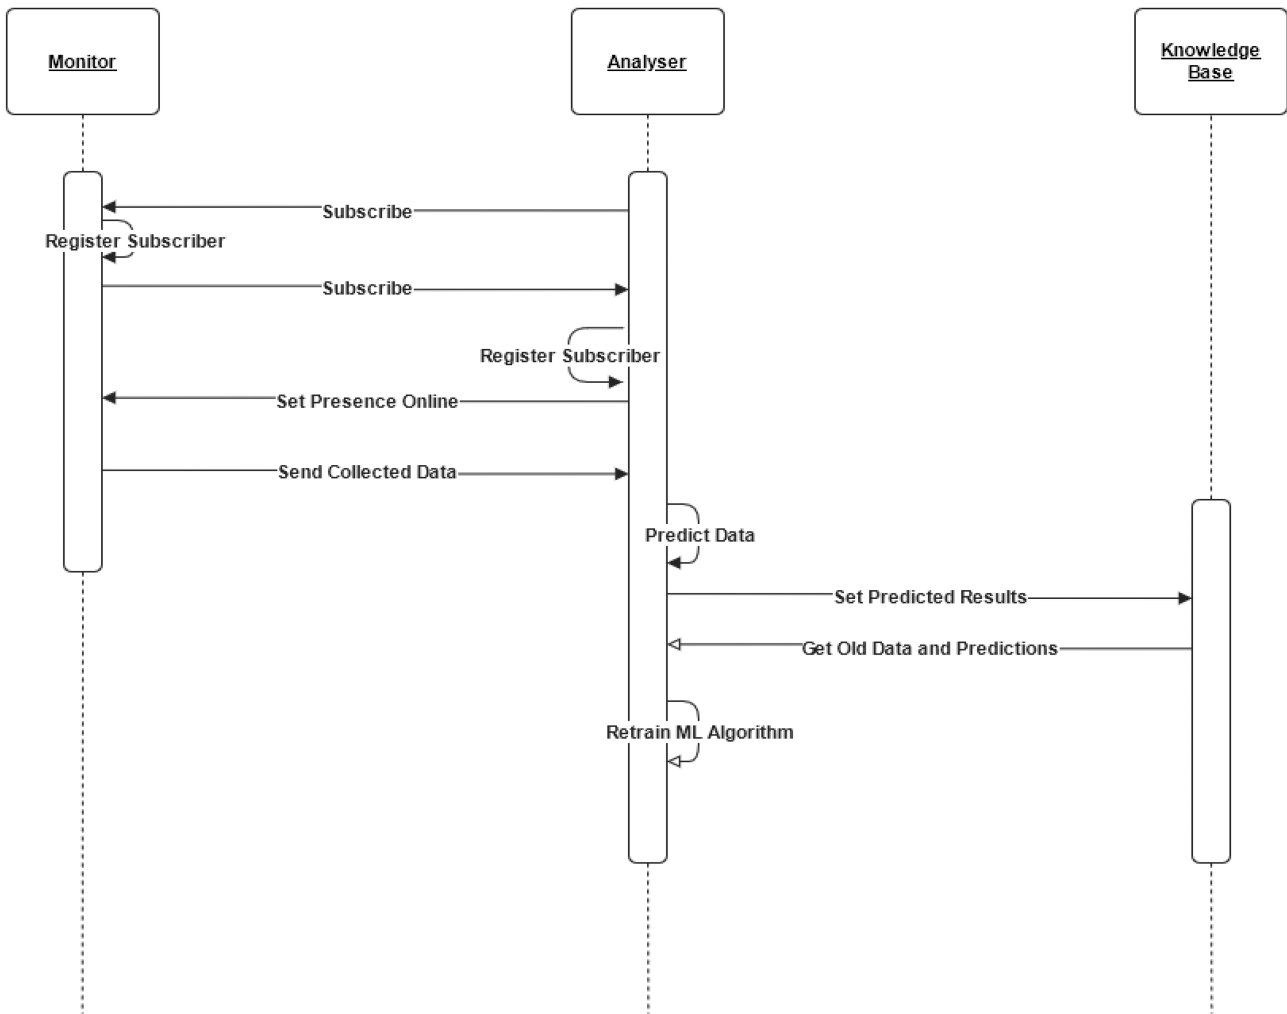 Monitor
Analyser
Knowledge
Base
Subscribe
Register Subscriber
Subscribe
Register Subscriber
Set Presence Online
Send Collected Data
Predict Data
Set Predicted Results
Get Old Data and Predictions
Retrain ML Algorithm